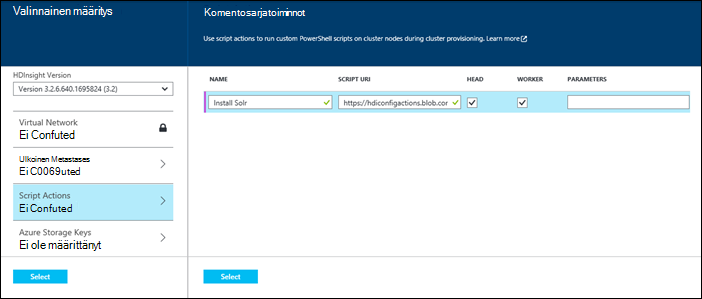 Valinnainen määritys
Komentosarjatoiminnot
Use script actions to run custom PowerShell scripts on cluster nodes during cluster provisioning. Learn more
HDInsight Version
Version 3.2.6.640.1695824 (3.2)
Virtual Network
Ei Confuted
Ulkoinen Metastases
Ei C0069uted
Script Actions
Ei Confuted
Azure Storage Keys
Ei ole määrittänyt
Select
NAME SCRIPT URI HEAD WORKER PARAMETERS
Install Solr https://hdiconfigactions.blob.cor
Select